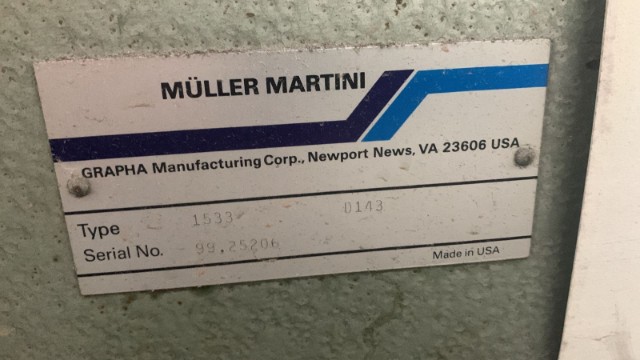 MÜLLER MARTINI
GRAPHA Manufacturing Corp., Newport News, VA 23606 USA
Type 1533 0143
Serial No. 99.25206
Made in USA